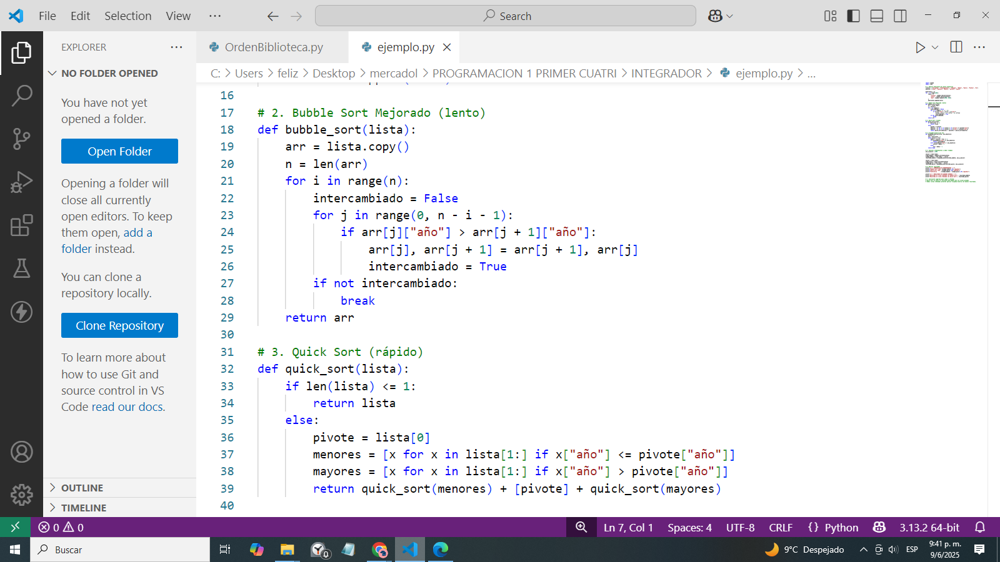 File Edit Selection View ···
Search
EXPLORER ···
OrdenBiblioteca.py
ejemplo.py
NO FOLDER OPENED
C: > Users > feliz > Desktop > mercadol > PROGRAMACION 1 PRIMER CUATRI > INTEGRADOR > ejemplo.py > ...
You have not yet
opened a folder.
Open Folder
Opening a folder will
close all currently
open editors. To keep
them open, add a
folder instead.
You can clone a
repository locally.
Clone Repository
To learn more about
how to use Git and
source control in VS
Code read our docs.
OUTLINE
TIMELINE
16
17 # 2. Bubble Sort Mejorado (lento)
18 def bubble_sort(lista):
19     arr = lista.copy()
20     n = len(arr)
21     for i in range(n):
22         intercambiado = False
23         for j in range(0, n - i - 1):
24             if arr[j]["año"] > arr[j + 1]["año"]:
25                 arr[j], arr[j + 1] = arr[j + 1], arr[j]
26                 intercambiado = True
27         if not intercambiado:
28             break
29     return arr
30
31 # 3. Quick Sort (rápido)
32 def quick_sort(lista):
33     if len(lista) <= 1:
34         return lista
35     else:
36         pivote = lista[0]
37         menores = [x for x in lista[1:] if x["año"] <= pivote["año"]]
38         mayores = [x for x in lista[1:] if x["año"] > pivote["año"]]
39         return quick_sort(menores) + [pivote] + quick_sort(mayores)
40
0 0 Ln 7, Col 1 Spaces: 4 UTF-8 CRLF {} Python 3.13.2 64-bit
Buscar
9°C Despejado
ESP
9:41 p. m.
9/6/2025